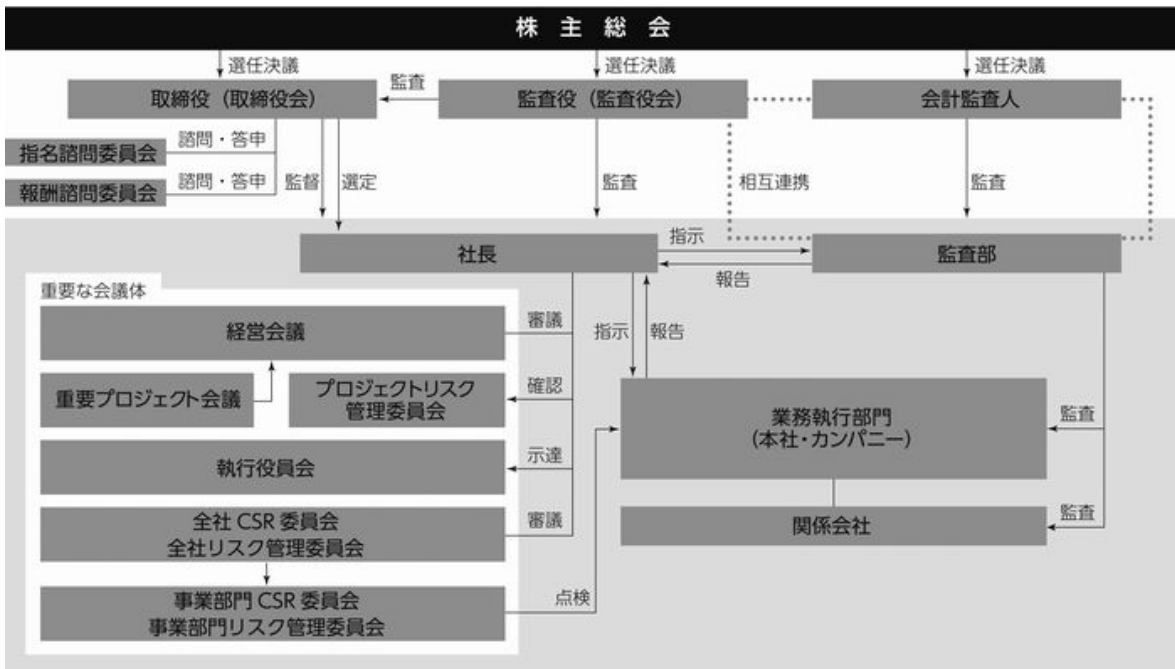 株主総会
選任決議
選任決議
選任決議
取締役（取締役会）
監査
監査役（監査役会）
会計監査人
指名諮問委員会
諮問・答申
報酬諮問委員会
諮問・答申
監督
選定
監査
相互連携
監査
社長
指示
報告
監査部
重要な会議体
経営会議
審議
指示
報告
重要プロジェクト会議
プロジェクトリスク
管理委員会
確認
業務執行部門
（本社・カンパニー）
監査
執行役員会
示達
全社 CSR 委員会
全社リスク管理委員会
審議
関係会社
監査
事業部門 CSR 委員会
事業部門リスク管理委員会
点検